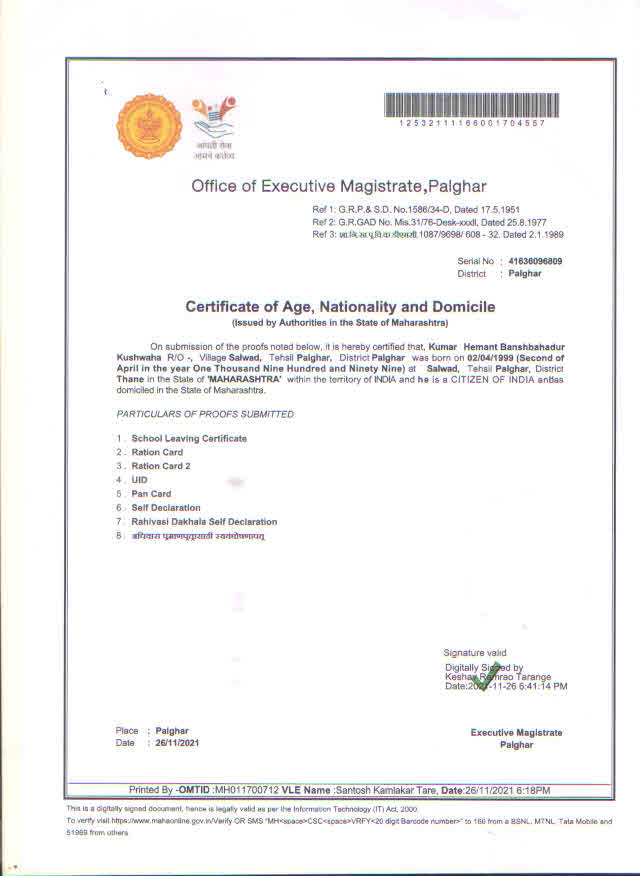 12532111166001704557
आपली सेवा
आमचे कर्तव्य
Office of Executive Magistrate,Palghar
Ref 1: G.R.P.& S.D. No.1586/34-D, Dated 17.5.1951
Ref 2: G.R.GAD No. Mis.31/76-Desk-xxxII, Dated 25.8.1977
Ref 3: शा.नि.सा.पू.वि.क.डीएमसी.1087/9698/ 608 - 32. Dated 2.1.1989
Serial No : 41636096809
District : Palghar
Certificate of Age, Nationality and Domicile
(Issued by Authorities in the State of Maharashtra)
On submission of the proofs noted below, it is hereby certified that, Kumar Hemant Banshbahadur
Kushwaha R/O -, Village Salwad, Tehsil Palghar, District Palghar was born on 02/04/1999 (Second of
April in the year One Thousand Nine Hundred and Ninety Nine) at Salwad, Tehsil Palghar, District
Thane in the State of 'MAHARASHTRA' within the territory of INDIA and he is a CITIZEN OF INDIA and is
domiciled in the State of Maharashtra.
PARTICULARS OF PROOFS SUBMITTED
1 . School Leaving Certificate
2 . Ration Card
3 . Ration Card 2
4 . UID
5 . Pan Card
6 . Self Declaration
7 . Rahivasi Dakhala Self Declaration
8 . अधिवास प्रमाणपत्रासाठी स्वयंघोषणापत्र
Signature valid
Digitally Signed by
Keshav Ramrao Tarange
Date:2021-11-26 6:41:14 PM
Place : Palghar
Date : 26/11/2021
Executive Magistrate
Palghar
Printed By -OMTID :MH011700712 VLE Name :Santosh Kamlakar Tare, Date:26/11/2021 6:18PM
This is a digitally signed document, hence is legally valid as per the Information Technology (IT) Act, 2000.
To verify visit https://www.mahaonline.gov.in/Verify OR SMS "MH<space>CSC<space>VRFY<20 digit Barcode number>" to 166 from a BSNL, MTNL, Tata Mobile and
51969 from others